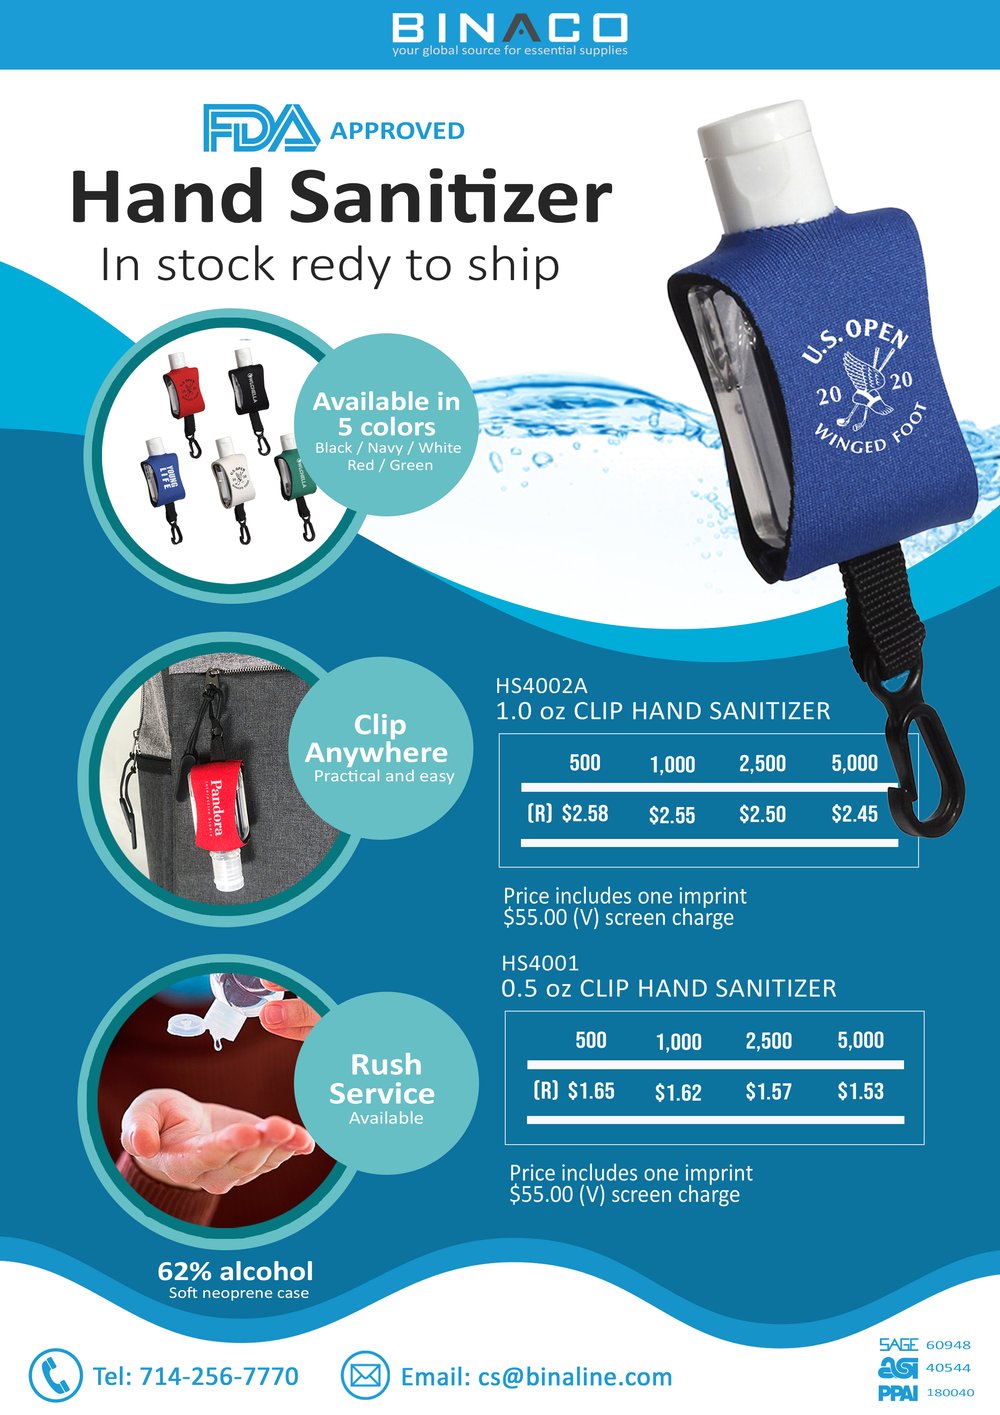 BINACO
your global source for essential supplies
FDA APPROVED
Hand Sanitizer
In stock redy to ship
U.S. OPEN
20 20
WINGED FOOT
Available in
5 colors
Black / Navy / White
Red / Green
YOUNG
LIFE
Clip
Anywhere
Practical and easy
Pandora
HS4002A
1.0 oz CLIP HAND SANITIZER
500 1,000 2,500 5,000
(R) $2.58 $2.55 $2.50 $2.45
Price includes one imprint
$55.00 (V) screen charge
HS4001
0.5 oz CLIP HAND SANITIZER
500 1,000 2,500 5,000
(R) $1.65 $1.62 $1.57 $1.53
Price includes one imprint
$55.00 (V) screen charge
Rush
Service
Available
62% alcohol
Soft neoprene case
Tel: 714-256-7770
Email: cs@binaline.com
SAGE 60948
asi 40544
PPAI 180040